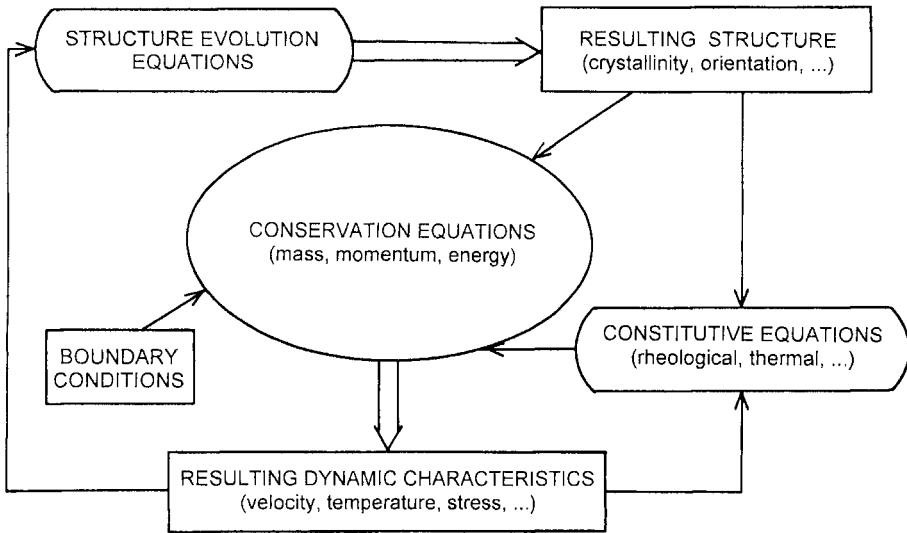 STRUCTURE EVOLUTION
EQUATIONS
RESULTING STRUCTURE
(crystallinity, orientation, ...)
CONSERVATION EQUATIONS
(mass, momentum, energy)
BOUNDARY
CONDITIONS
CONSTITUTIVE EQUATIONS
(rheological, thermal, ...)
RESULTING DYNAMIC CHARACTERISTICS
(velocity, temperature, stress, ...)